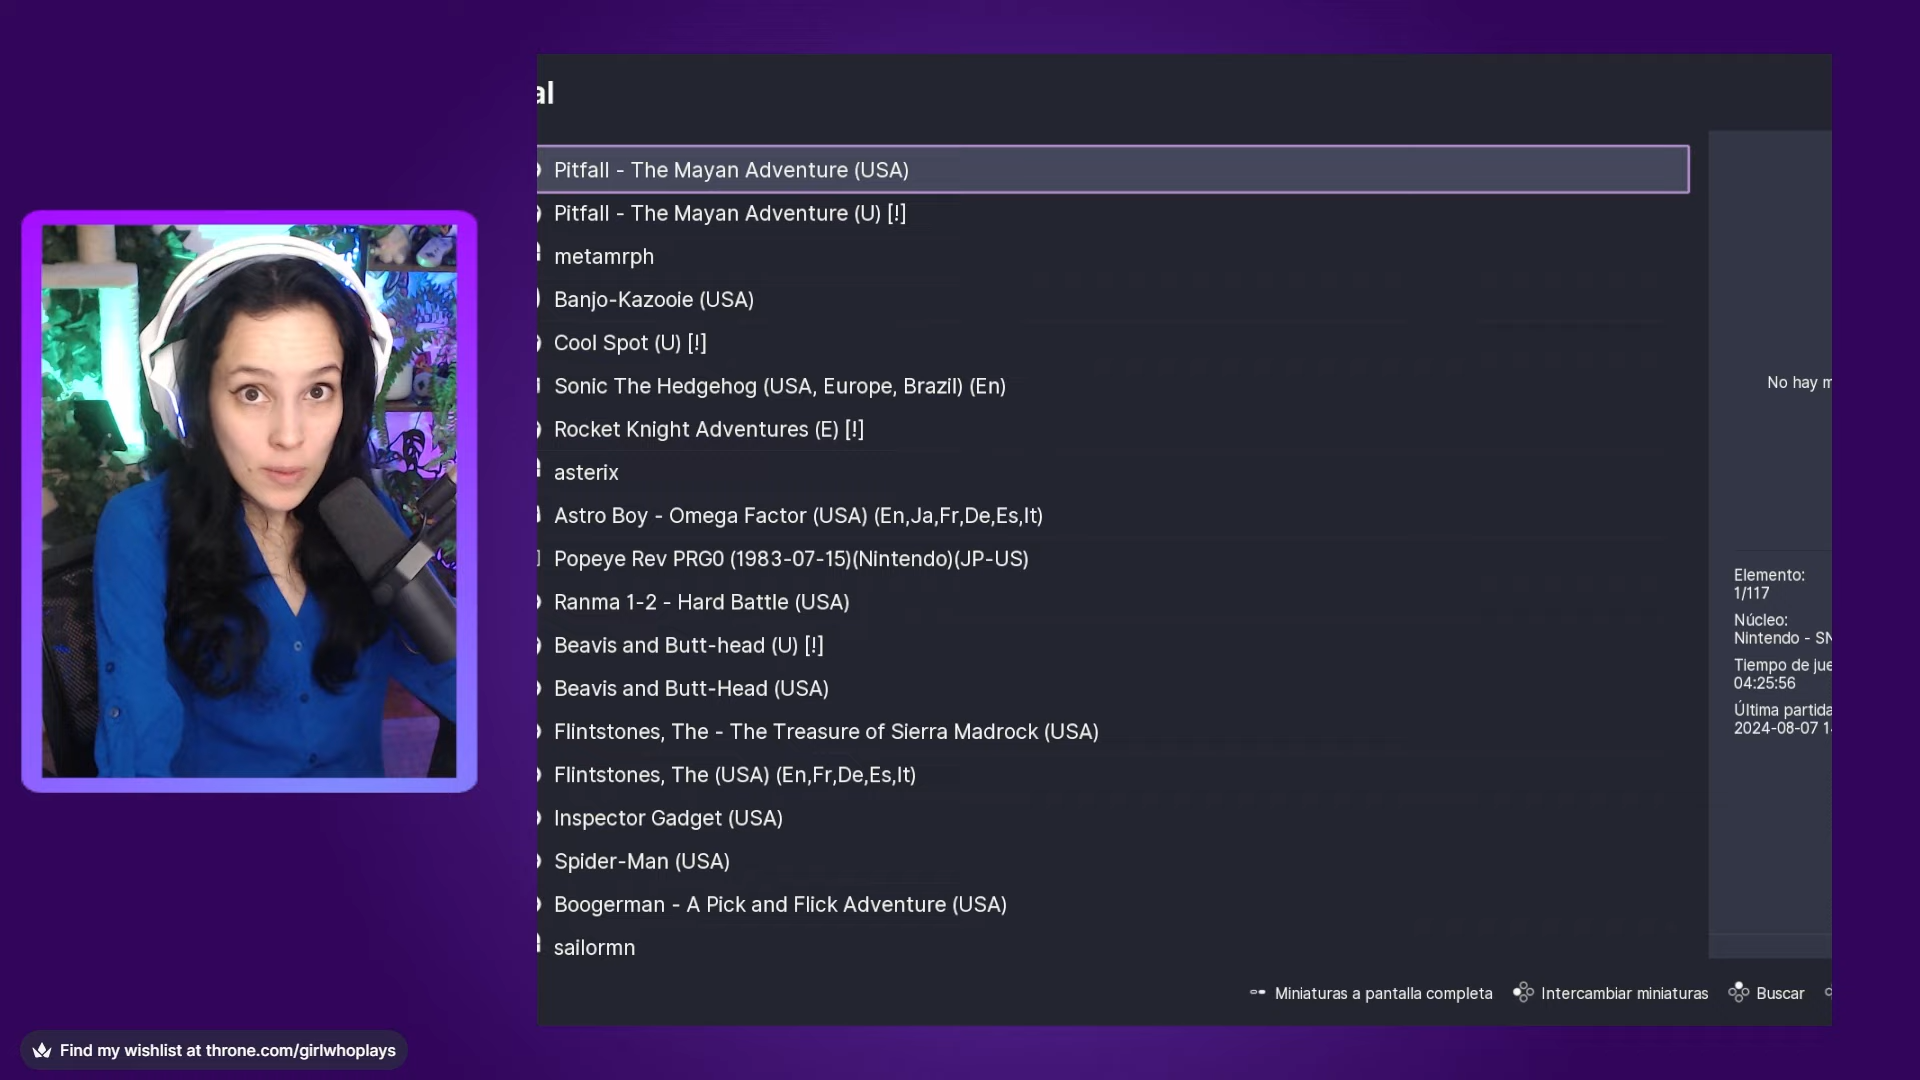 al
Pitfall - The Mayan Adventure (USA)
Pitfall - The Mayan Adventure (U) [!]
metamrph
Banjo-Kazooie (USA)
Cool Spot (U) [!]
Sonic The Hedgehog (USA, Europe, Brazil) (En)
Rocket Knight Adventures (E) [!]
asterix
Astro Boy - Omega Factor (USA) (En,Ja,Fr,De,Es,It)
Popeye Rev PRG0 (1983-07-15)(Nintendo)(JP-US)
Ranma 1-2 - Hard Battle (USA)
Beavis and Butt-head (U) [!]
Beavis and Butt-Head (USA)
Flintstones, The - The Treasure of Sierra Madrock (USA)
Flintstones, The (USA) (En,Fr,De,Es,It)
Inspector Gadget (USA)
Spider-Man (USA)
Boogerman - A Pick and Flick Adventure (USA)
sailormn
No hay m
Elemento:
1/117
Núcleo:
Nintendo - SN
Tiempo de jue
04:25:56
Última partida
2024-08-07 1
Miniaturas a pantalla completa
Intercambiar miniaturas
Buscar
Find my wishlist at throne.com/girlwhoplays